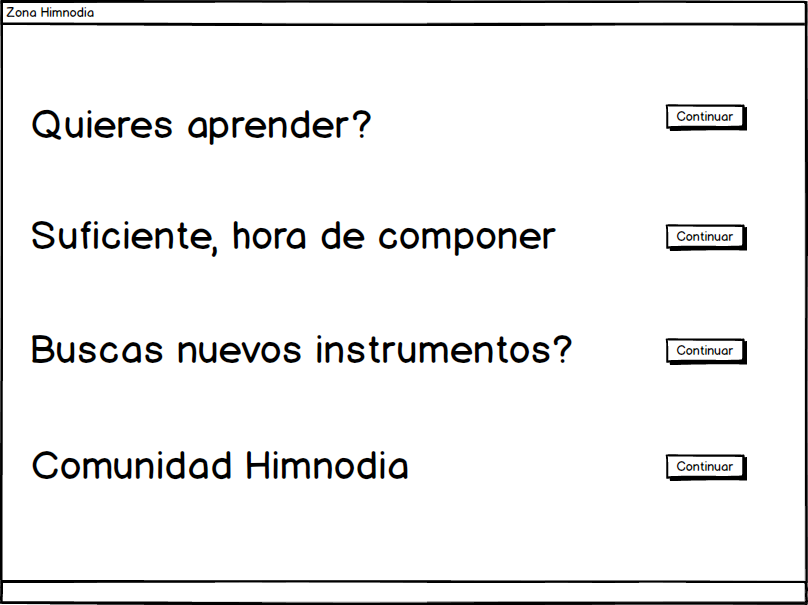 Zona Himnodia
Quieres aprender?
Continuar
Suficiente, hora de componer
Continuar
Buscas nuevos instrumentos?
Continuar
Comunidad Himnodia
Continuar